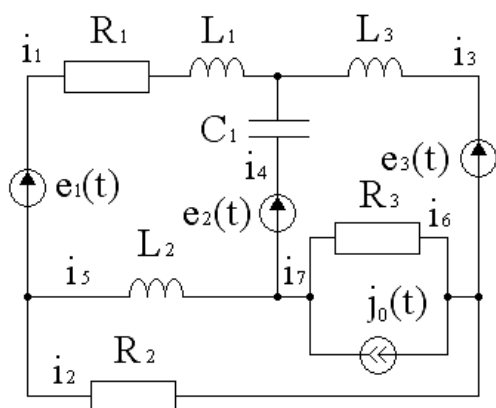 i₁ R₁ L₁ L₃ i₃
C₁
i₄ e₃(t)
e₁(t) e₂(t) R₃ i₆
L₂
i₅ i₇
j₀(t)
i₂ R₂